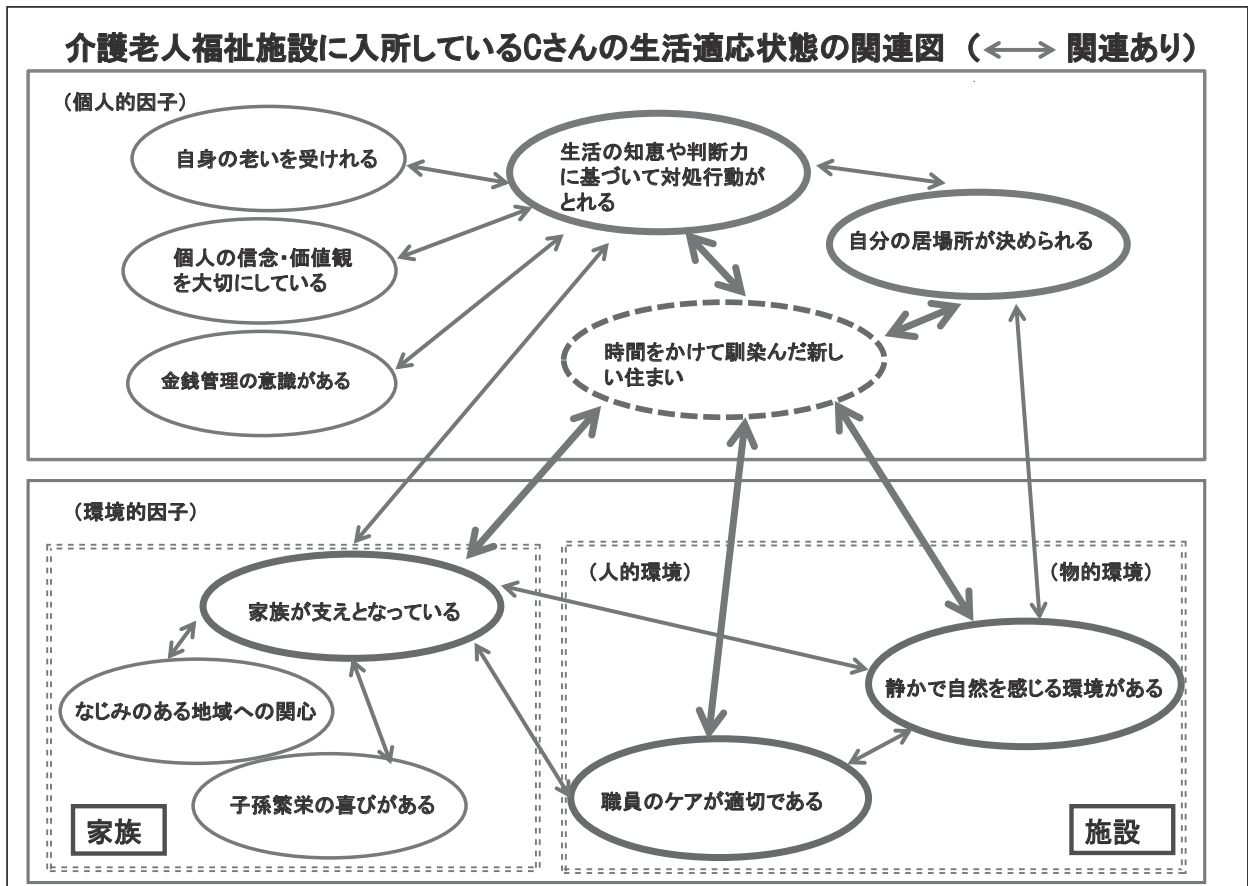 介護老人福祉施設に入所しているCさんの生活適応状態の関連図 (←→ 関連あり)
(個人的因子)
自身の老いを受けれる
生活の知恵や判断力
に基づいて対処行動が
とれる
自分の居場所が決められる
個人の信念・価値観
を大切にしている
時間をかけて馴染んだ新し
い住まい
金銭管理の意識がある
(環境的因子)
(人的環境)
(物的環境)
家族が支えとなっている
静かで自然を感じる環境がある
なじみのある地域への関心
子孫繁栄の喜びがある
職員のケアが適切である
家族
施設